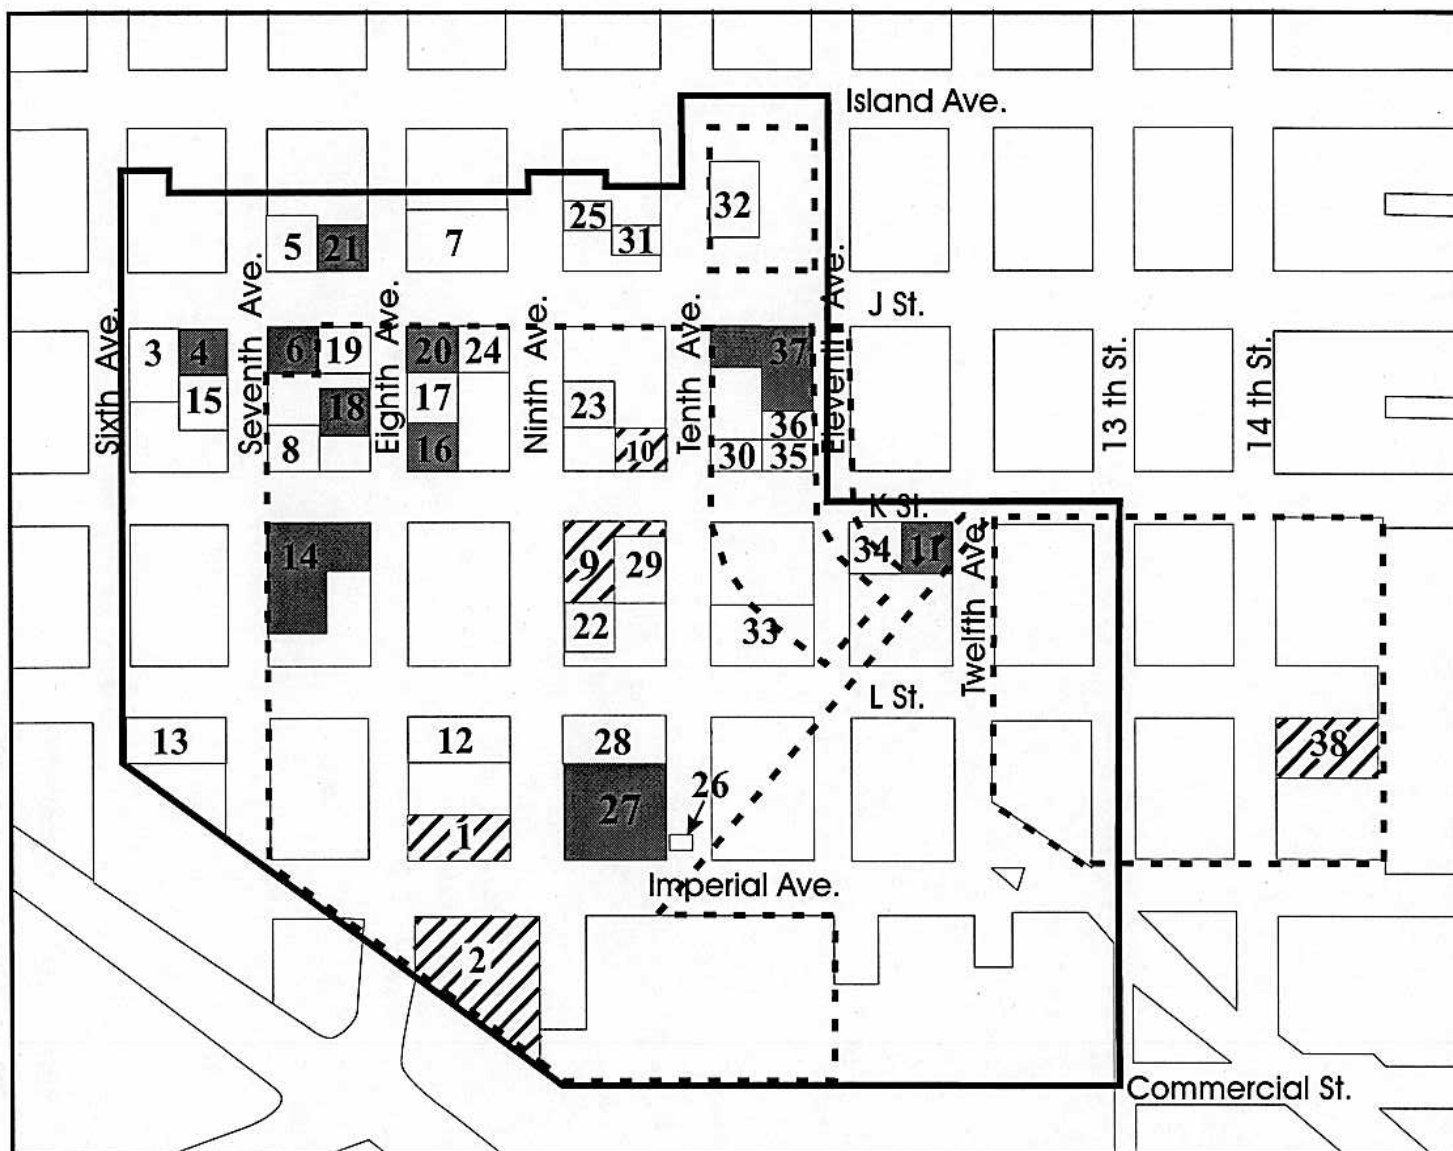 Island Ave.
32
25
31
5
21
7
J St.
3
4
6
19
20
24
37
15
18
17
23
36
8
16
10
30
35
Sixth Ave.
Seventh Ave.
Eighth Ave.
Ninth Ave.
Tenth Ave.
Eleventh Ave.
13 th St.
14 th St.
K St.
14
9
29
34
11
22
33
Twelfth Ave.
L St.
13
12
28
38
26
27
1
Imperial Ave.
2
Commercial St.